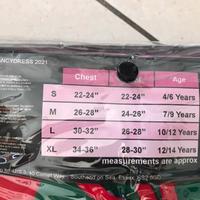 ANCYDRESS 2021
Chest Age
S 22-24" 22-24" 4/6 Years
M 26-28" 24-26" 7/9 Years
L 30-32" 26-28" 10/12 Years
XL 34-36" 28-30" 12/14 Years
measurements are approx
Southend on Sea, Essex, SS2